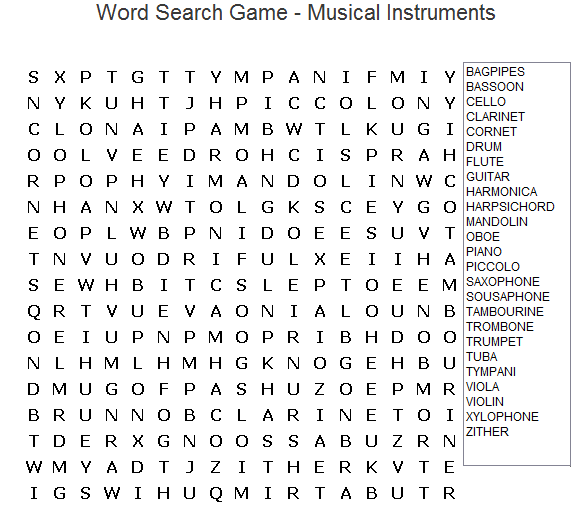 Word Search Game - Musical Instruments
S X P T G T T Y M P A N I F M I Y
N Y K U H T J H P I C C O L O N Y
C L O N A I P A M B W T L K U G I
O O L V E E D R O H C I S P R A H
R P O P H Y I M A N D O L I N W C
N H A N X W T O L G K S C E Y G O
E O P L W B P N I D O E E S U V T
T N V U O D R I F U L X E I I H A
S E W H B I T C S L E P T O E E M
Q R T V U E V A O N I A L O U N B
O E I U P N P M O P R I B H D O O
N L H M L H M H G K N O G E H B U
D M U G O F P A S H U Z O E P M R
B R U N N O B C L A R I N E T O I
T D E R X G N O O S S A B U Z R N
W M Y A D T J Z I T H E R K V T E
I G S W I H U Q M I R T A B U T R
BAGPIPES
BASSOON
CELLO
CLARINET
CORNET
DRUM
FLUTE
GUITAR
HARMONICA
HARPSICHORD
MANDOLIN
OBOE
PIANO
PICCOLO
SAXOPHONE
SOUSAPHONE
TAMBOURINE
TROMBONE
TRUMPET
TUBA
TYMPANI
VIOLA
VIOLIN
XYLOPHONE
ZITHER